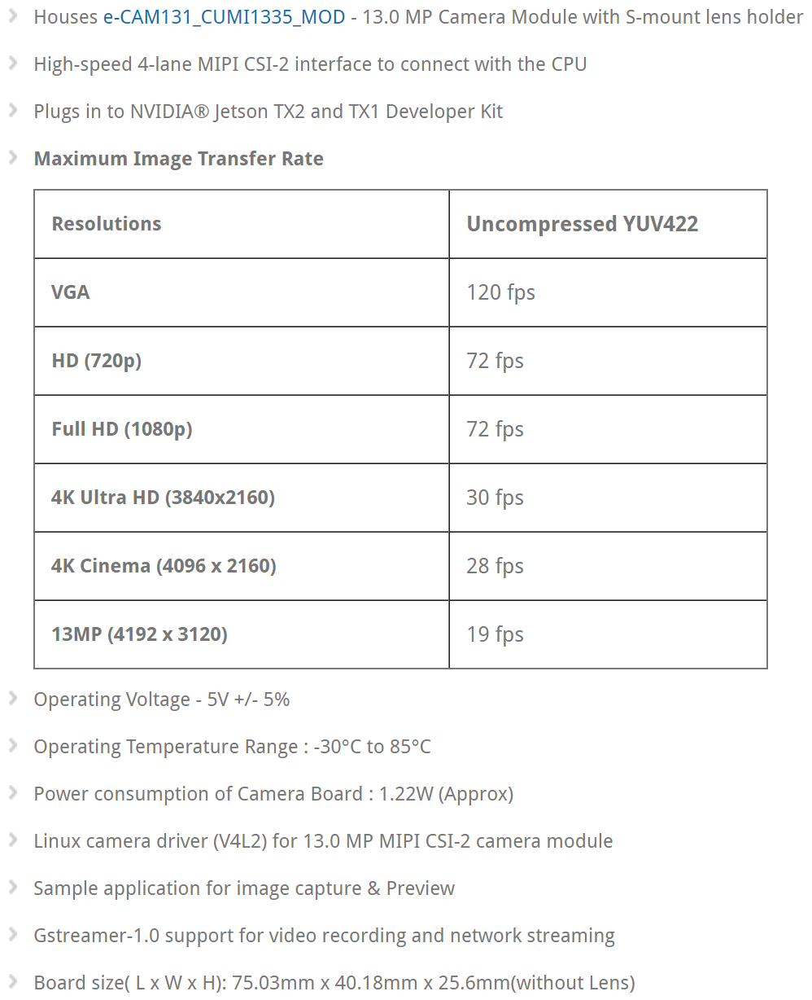 Houses e-CAM131_CUMI1335_MOD - 13.0 MP Camera Module with S-mount lens holder
High-speed 4-lane MIPI CSI-2 interface to connect with the CPU
Plugs in to NVIDIA® Jetson TX2 and TX1 Developer Kit
Maximum Image Transfer Rate
Resolutions Uncompressed YUV422
VGA 120 fps
HD (720p) 72 fps
Full HD (1080p) 72 fps
4K Ultra HD (3840x2160) 30 fps
4K Cinema (4096 x 2160) 28 fps
13MP (4192 x 3120) 19 fps
Operating Voltage - 5V +/- 5%
Operating Temperature Range : -30°C to 85°C
Power consumption of Camera Board : 1.22W (Approx)
Linux camera driver (V4L2) for 13.0 MP MIPI CSI-2 camera module
Sample application for image capture & Preview
Gstreamer-1.0 support for video recording and network streaming
Board size( L x W x H): 75.03mm x 40.18mm x 25.6mm(without Lens)